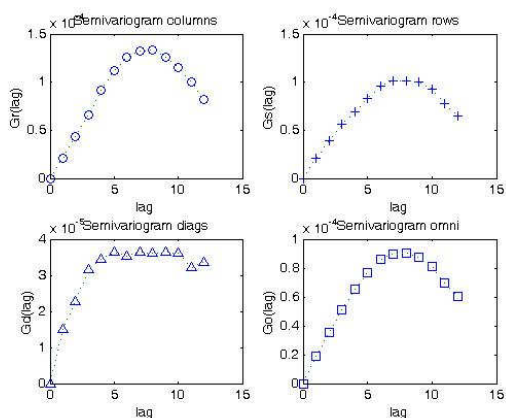 x 10^-4 Semivariogram columns
1.5
1
0.5
0
Gr(lag)
0 5 10 15
lag
x 10^-4 Semivariogram rows
1.5
1
0.5
0
Gs(lag)
0 5 10 15
lag
x 10^-5 Semivariogram diags
4
3
2
1
0
Gd(lag)
0 5 10 15
lag
x 10^-4 Semivariogram omni
1
0.8
0.6
0.4
0.2
0
Go(lag)
0 5 10 15
lag